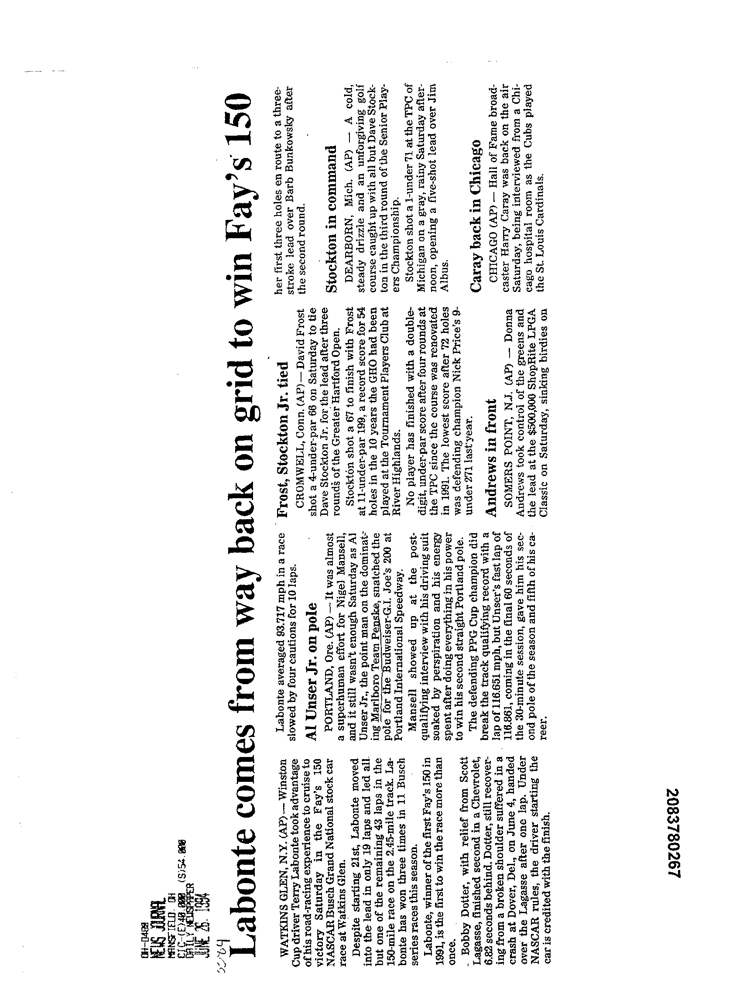 OH-0400
NEWS JOURNAL
MANSFIELD, OH
CIRC-(E)40,000 (S)54,000
DAILY NEWSPAPER
JUNE 26, 1994
Labonte comes from way back on grid to win Fay's 150
WATKINS GLEN, N.Y. (AP) — Winston
Cup driver Terry Labonte took advantage
of his road-racing experience to cruise to
victory Saturday in the Fay's 150
NASCAR Busch Grand National stock car
race at Watkins Glen.
Despite starting 21st, Labonte moved
into the lead in only 19 laps and led all
but one of the remaining 43 laps in the
150-mile race on the 2.45-mile track. La-
bonte has won three times in 11 Busch
series races this season.
Labonte, winner of the first Fay's 150 in
1991, is the first to win the race more than
once.
Bobby Dotter, with relief from Scott
Lagasse, finished second in a Chevrolet,
6.82 seconds behind. Dotter, still recover-
ing from a broken shoulder suffered in a
crash at Dover, Del., on June 4, handed
over the Lagasse after one lap. Under
NASCAR rules, the driver starting the
car is credited with the finish.
Labonte averaged 93.717 mph in a race
slowed by four cautions for 10 laps.
Al Unser Jr. on pole
PORTLAND, Ore. (AP) — It was almost
a superhuman effort for Nigel Mansell,
and it still wasn't enough Saturday as Al
Unser Jr., the point man on the dominat-
ing Marlboro Team Penske, snatched the
pole for the Budweiser-G.I. Joe's 200 at
Portland International Speedway.
Mansell showed up at the post-
qualifying interview with his driving suit
soaked by perspiration and his energy
spent after doing everything in his power
to win his second straight Portland pole.
The defending PPG Cup champion did
break the track qualifying record with a
lap of 116.651 mph, but Unser's fast lap of
116.861, coming in the final 60 seconds of
the 30-minute session, gave him his sec-
ond pole of the season and fifth of his ca-
reer.
Frost, Stockton Jr. tied
CROMWELL, Conn. (AP) — David Frost
shot a 4-under-par 66 on Saturday to tie
Dave Stockton Jr. for the lead after three
rounds of the Greater Hartford Open.
Stockton shot a 67 to finish with Frost
at 11-under-par 199, a record score for 54
holes in the 10 years the GHO had been
played at the Tournament Players Club at
River Highlands.
No player has finished with a double-
digit, under-par score after four rounds at
the TPC since the course was renovated
in 1991. The lowest score after 72 holes
was defending champion Nick Price's 9-
under 271 last year.
Andrews in front
SOMERS POINT, N.J. (AP) — Donna
Andrews took control of the greens and
the lead at the $500,000 ShopRite LPGA
Classic on Saturday, sinking birdies on
her first three holes en route to a three-
stroke lead over Barb Bunkowsky after
the second round.
Stockton in command
DEARBORN, Mich. (AP) — A cold,
steady drizzle and an unforgiving golf
course caught up with all but Dave Stock-
ton in the third round of the Senior Play-
ers Championship.
Stockton shot a 1-under 71 at the TPC of
Michigan on a gray, rainy Saturday after-
noon, opening a five-shot lead over Jim
Albus.
Caray back in Chicago
CHICAGO (AP) — Hall of Fame broad-
caster Harry Caray was back on the air
Saturday, being interviewed from a Chi-
cago hospital room as the Cubs played
the St. Louis Cardinals.
2083780267